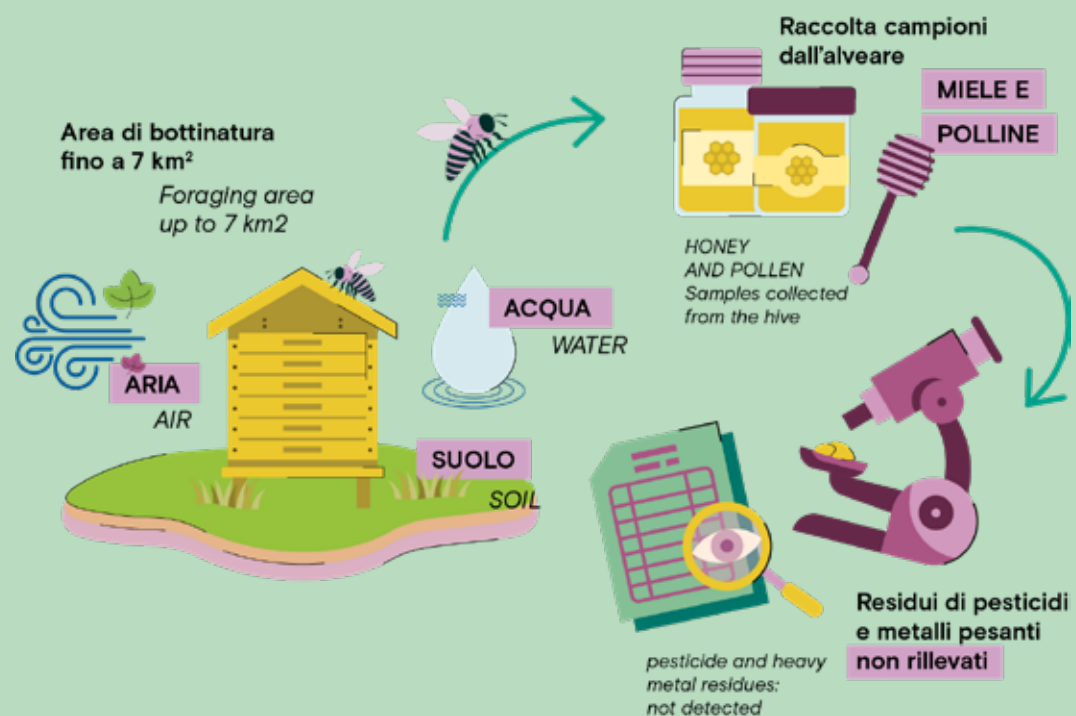 Area di bottinatura
fino a 7 km²
Foraging area
up to 7 km2
ARIA
AIR
ACQUA
WATER
SUOLO
SOIL
Raccolta campioni
dall'alveare
MIELE E
POLLINE
HONEY
AND POLLEN
Samples collected
from the hive
Residui di pesticidi
e metalli pesanti
non rillevati
pesticide and heavy
metal residues:
not detected